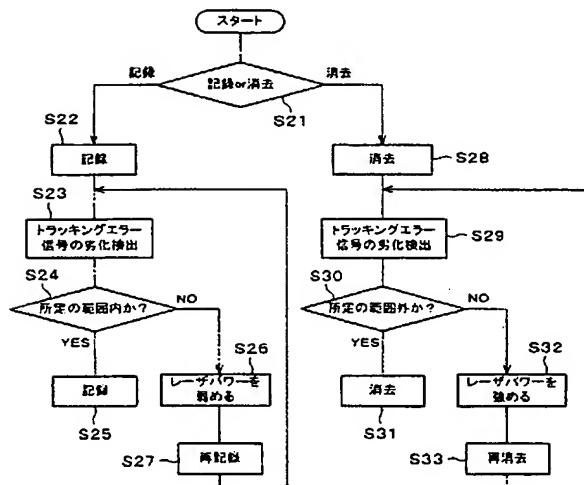 スタート
記録
記録or消去
消去
S21
S22
記録
消去
S28
S23
トラッキングエラー
信号の劣化検出
トラッキングエラー
信号の劣化検出
S29
S24
所定の範囲内か?
NO
YES
S30
所定の範囲外か?
NO
YES
S26
レーザパワーを
弱める
S32
レーザパワーを
強める
記録
S25
消去
S31
S27
再記録
S33
再消去